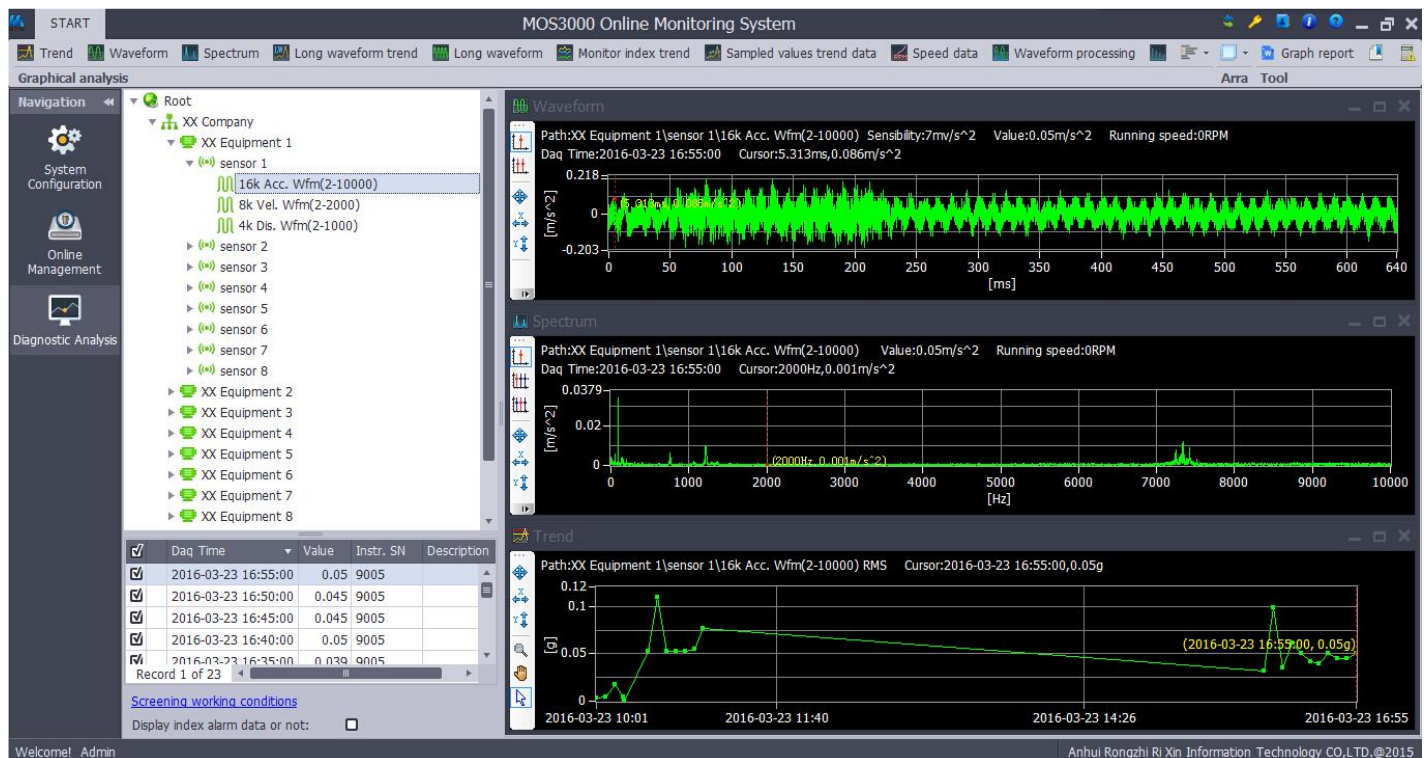 START
MOS3000 Online Monitoring System
Trend Waveform Spectrum Long waveform trend Long waveform Monitor index trend Sampled values trend data Speed data Waveform processing Graph report
Graphical analysis Arra Tool
Navigation
System Configuration
Online Management
Diagnostic Analysis
Root
XX Company
XX Equipment 1
sensor 1
16k Acc. Wfm(2-10000)
8k Vel. Wfm(2-2000)
4k Dis. Wfm(2-1000)
sensor 2
sensor 3
sensor 4
sensor 5
sensor 6
sensor 7
sensor 8
XX Equipment 2
XX Equipment 3
XX Equipment 4
XX Equipment 5
XX Equipment 6
XX Equipment 7
XX Equipment 8
Daq Time Value Instr. SN Description
2016-03-23 16:55:00 0.05 9005
2016-03-23 16:50:00 0.045 9005
2016-03-23 16:45:00 0.045 9005
2016-03-23 16:40:00 0.05 9005
2016-03-23 16:35:00 0.039 9005
Record 1 of 23
Screening working conditions
Display index alarm data or not:
Waveform
Path:XX Equipment 1\sensor 1\16k Acc. Wfm(2-10000) Sensibility:7mv/s^2 Value:0.05m/s^2 Running speed:0RPM
Daq Time:2016-03-23 16:55:00 Cursor:5.313ms,0.086m/s^2
0.218
(5.313ms,0.086m/s^2)
[m/s^2]
0
-0.203
0 50 100 150 200 250 300 350 400 450 500 550 600 640
[ms]
Spectrum
Path:XX Equipment 1\sensor 1\16k Acc. Wfm(2-10000) Value:0.05m/s^2 Running speed:0RPM
Daq Time:2016-03-23 16:55:00 Cursor:2000Hz,0.001m/s^2
0.0379
0.02
[m/s^2]
(2000Hz,0.001m/s^2)
0
0 1000 2000 3000 4000 5000 6000 7000 8000 9000 10000
[Hz]
Trend
Path:XX Equipment 1\sensor 1\16k Acc. Wfm(2-10000) RMS Cursor:2016-03-23 16:55:00,0.05g
0.12
0.1
[g]
(2016-03-23 16:55:00, 0.05g)
0.05
0
2016-03-23 10:01 2016-03-23 11:40 2016-03-23 14:26 2016-03-23 16:55
Welcome! Admin
Anhui Rongzhi Ri Xin Information Technology CO,LTD.@2015